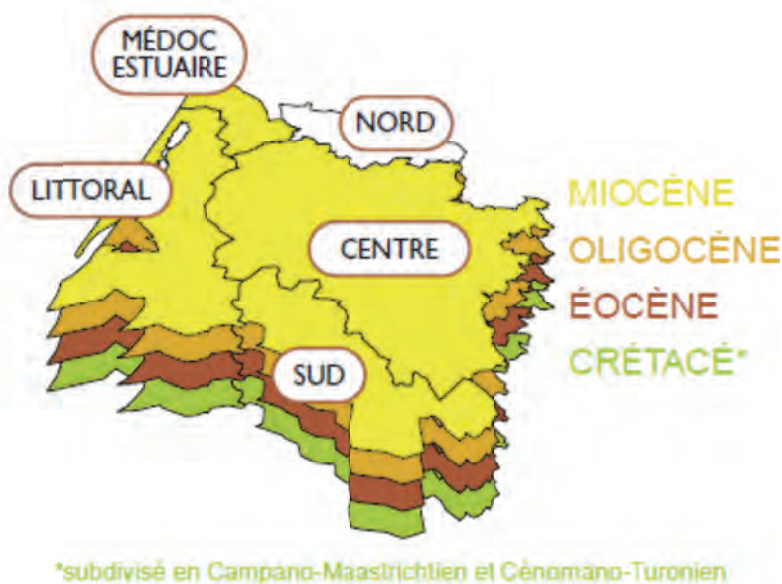 MÉDOC
ESTUAIRE
NORD
LITTORAL
CENTRE
SUD
MIOCÈNE
OLIGOCÈNE
ÉOCÈNE
CRÉTACÉ*
*subdivisé en Campano-Maastrichtien et Cénomano-Turonien